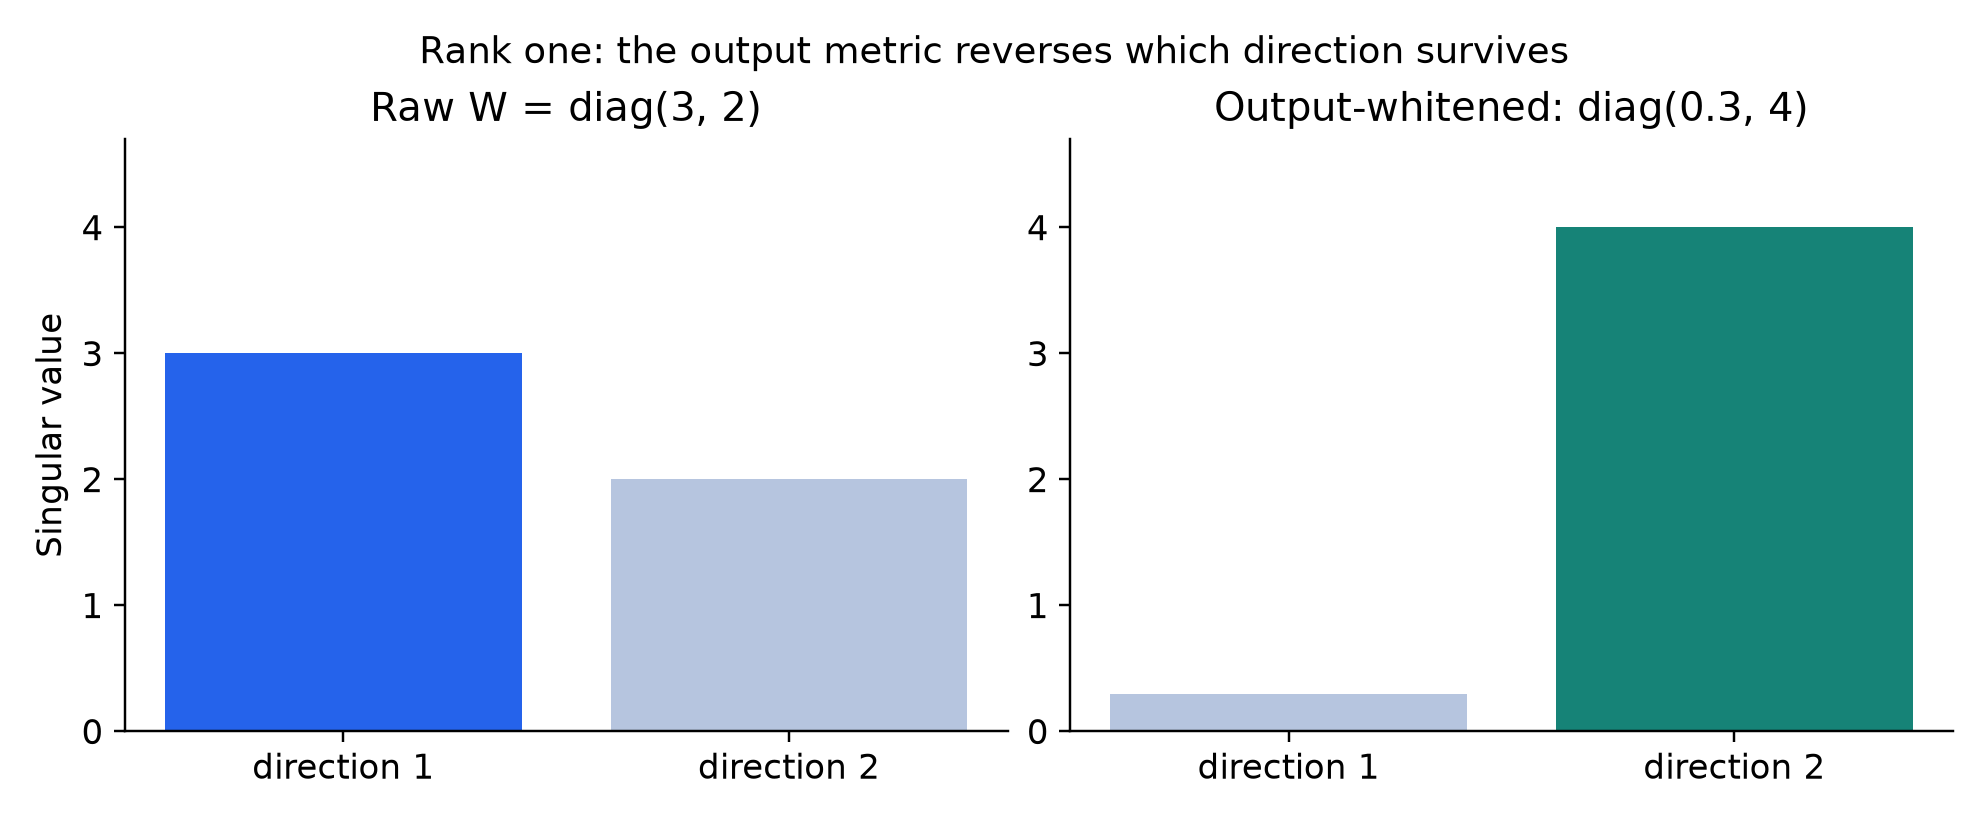 Rank one: the output metric reverses which direction survives
Raw W = diag(3, 2)
Singular value
4
3
2
1
0
direction 1
direction 2
Output-whitened: diag(0.3, 4)
4
3
2
1
0
direction 1
direction 2